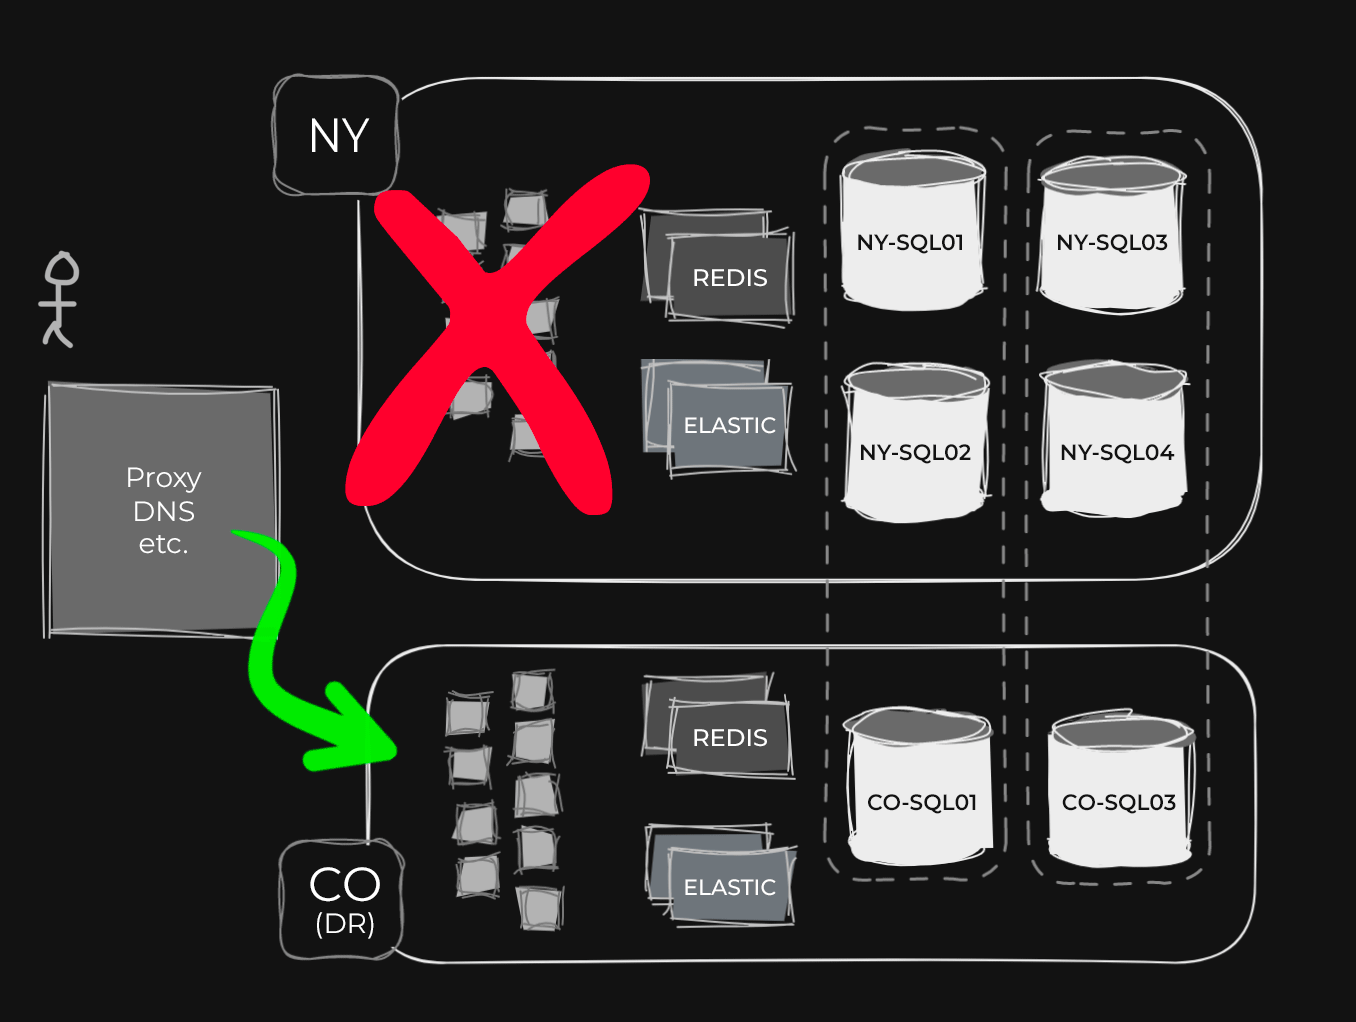 NY
REDIS
ELASTIC
NY-SQL01
NY-SQL03
NY-SQL02
NY-SQL04
Proxy
DNS
etc.
CO
(DR)
REDIS
ELASTIC
CO-SQL01
CO-SQL03